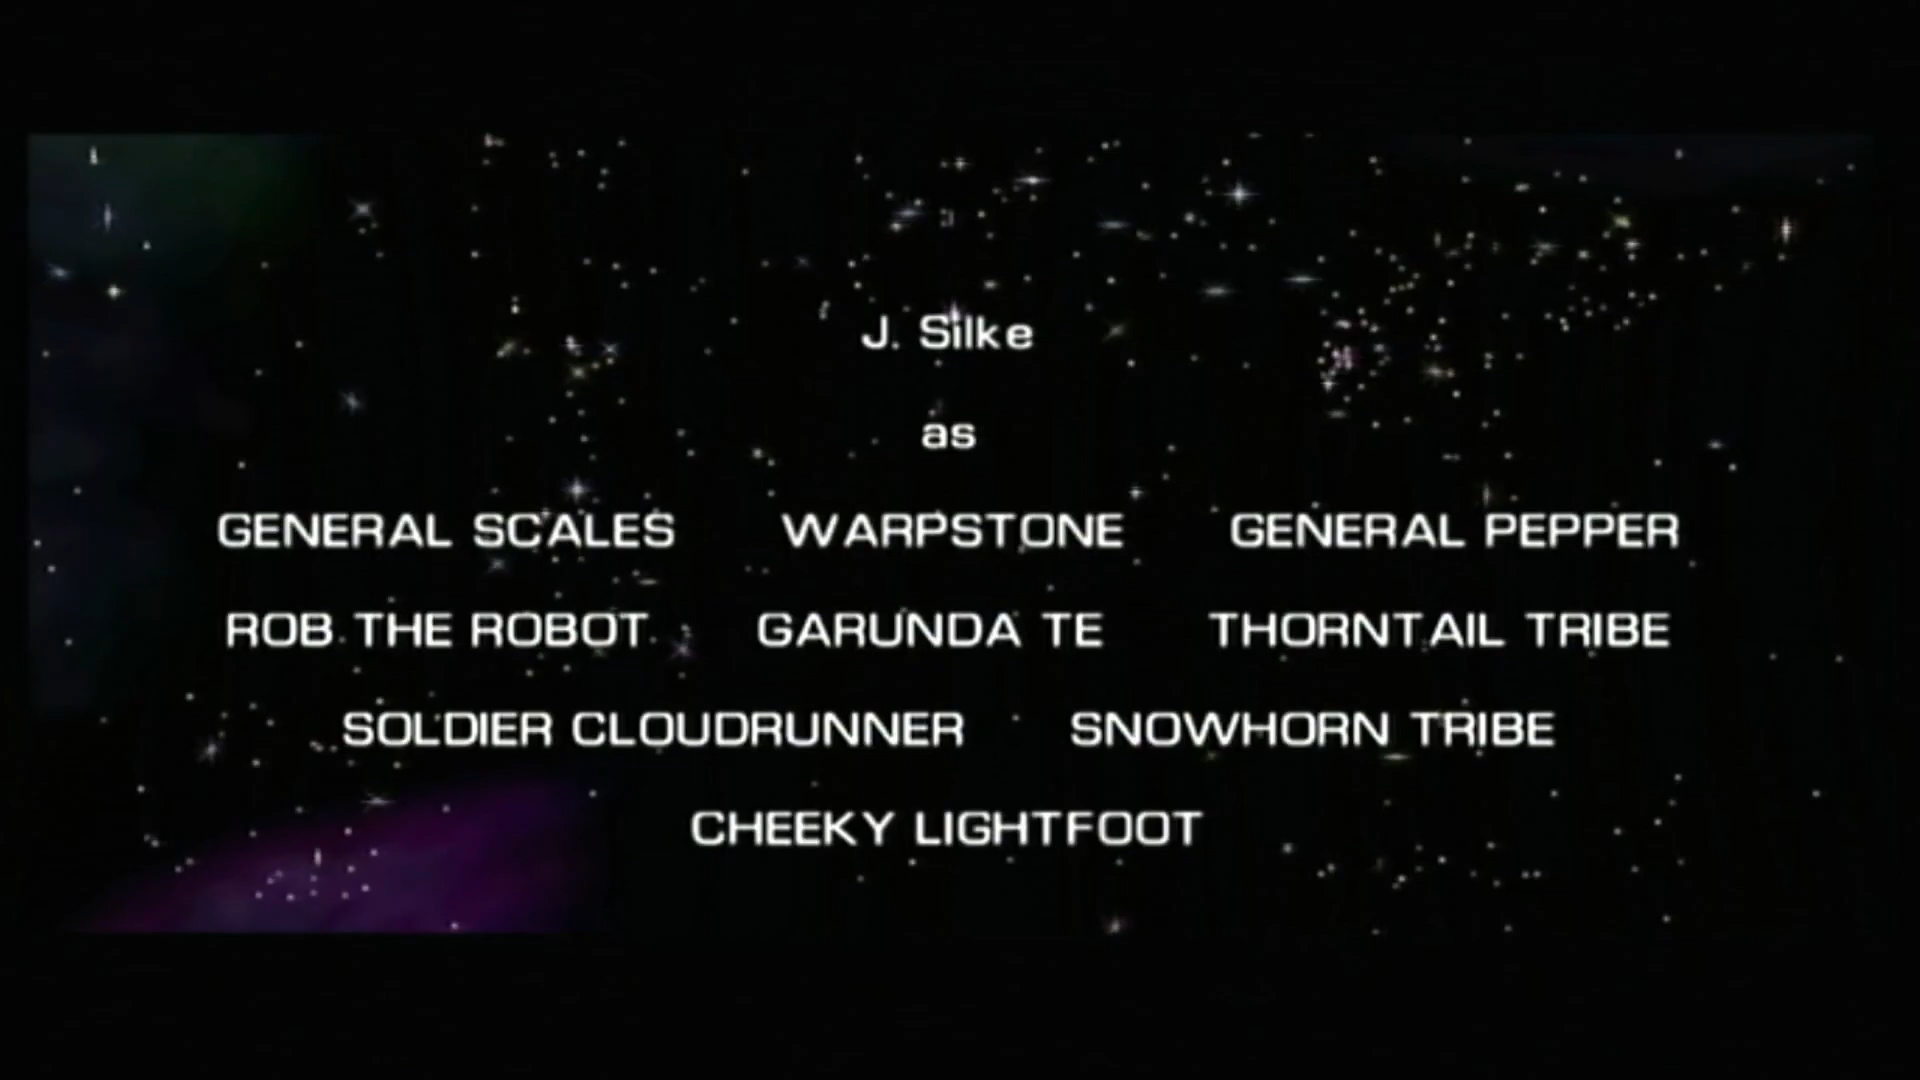 J. Silke
as
GENERAL SCALES WARPSTONE GENERAL PEPPER
ROB THE ROBOT GARUNDA TE THORNTAIL TRIBE
SOLDIER CLOUDRUNNER SNOWHORN TRIBE
CHEEKY LIGHTFOOT